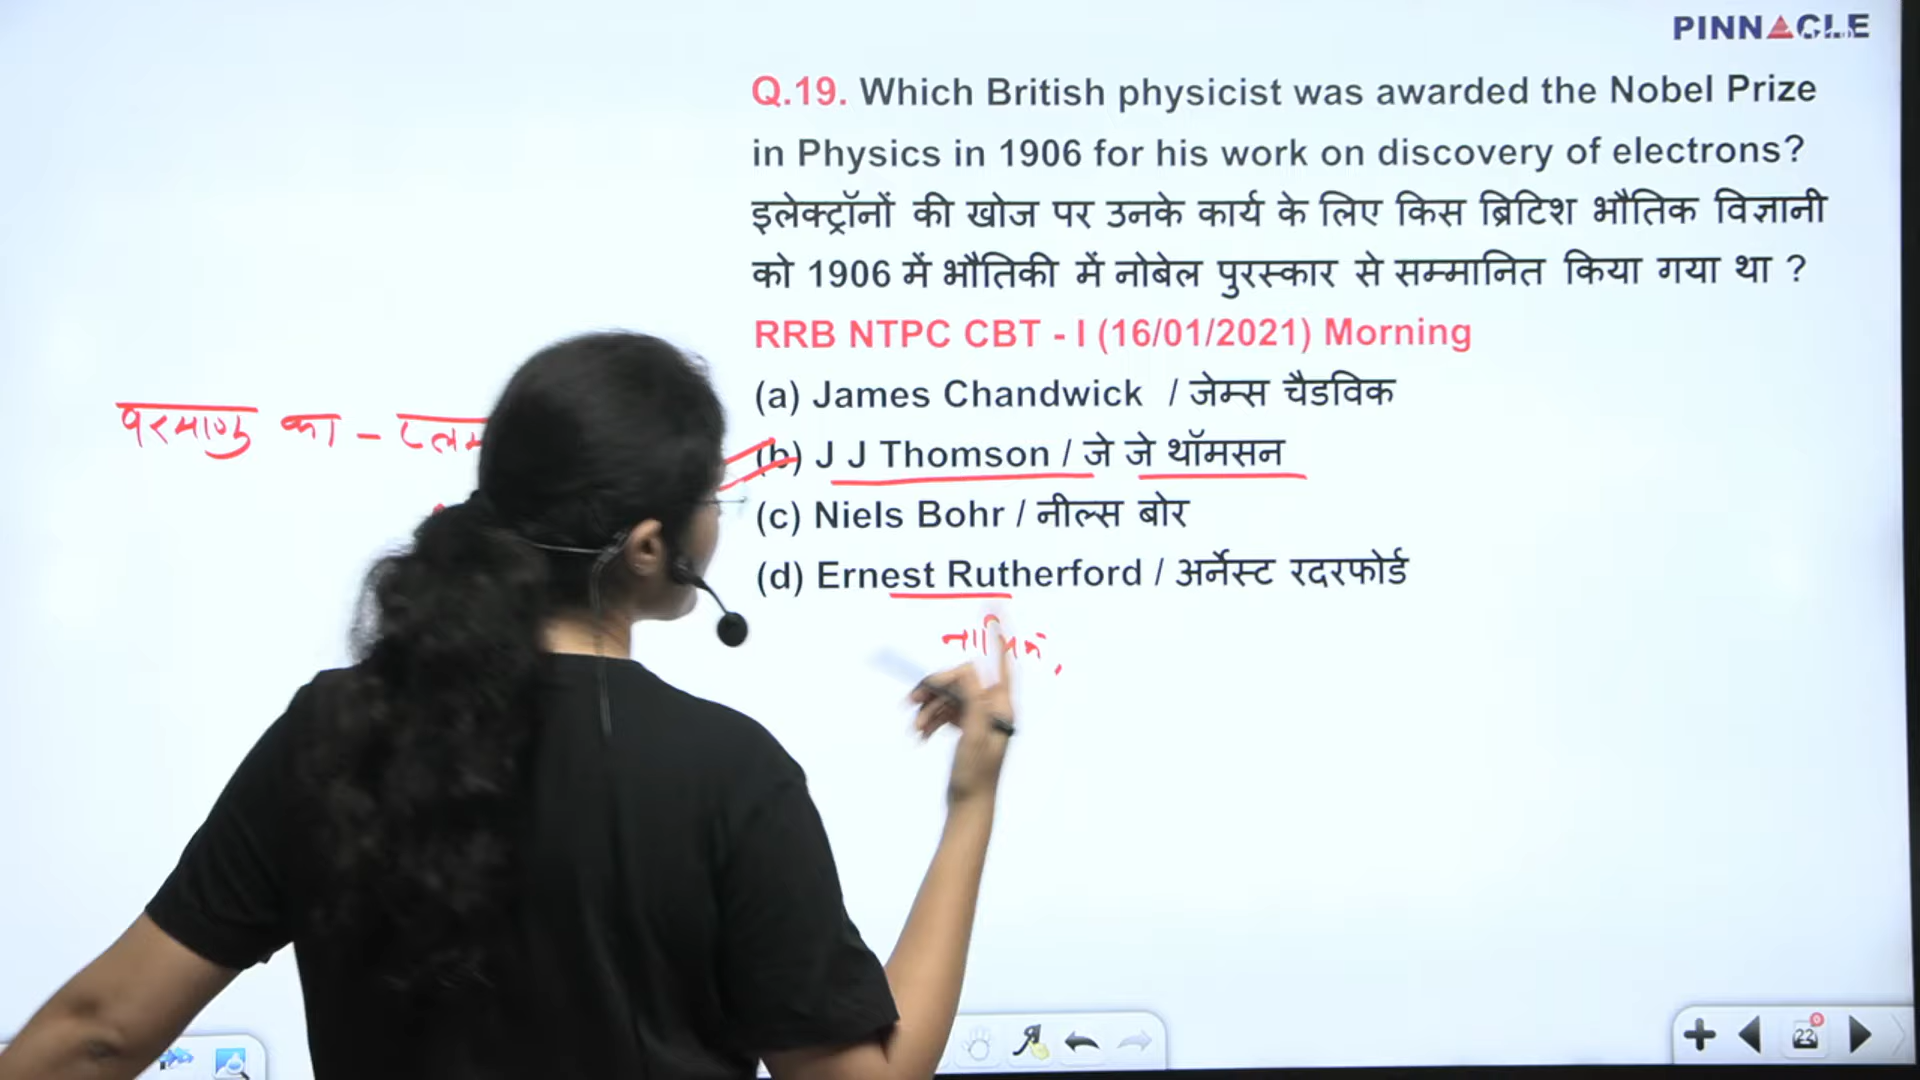 PINNACLE
Q.19. Which British physicist was awarded the Nobel Prize
in Physics in 1906 for his work on discovery of electrons?
इलेक्ट्रॉनों की खोज पर उनके कार्य के लिए किस ब्रिटिश भौतिक विज्ञानी
को 1906 में भौतिकी में नोबेल पुरस्कार से सम्मानित किया गया था ?
RRB NTPC CBT - I (16/01/2021) Morning
(a) James Chandwick / जेम्स चैडविक
परमाणु का -
(b) J J Thomson / जे जे थॉमसन
(c) Niels Bohr / नील्स बोर
(d) Ernest Rutherford / अर्नेस्ट रदरफोर्ड
22